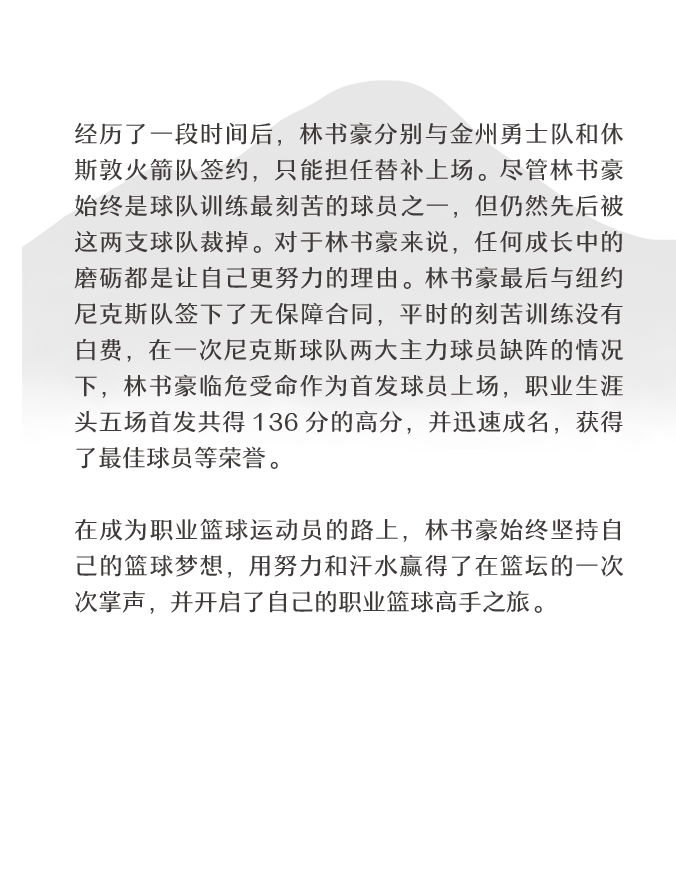 经历了一段时间后，林书豪分别与金州勇士队和休
斯敦火箭队签约，只能担任替补上场。尽管林书豪
始终是球队训练最刻苦的球员之一，但仍然先后被
这两支球队裁掉。对于林书豪来说，任何成长中的
磨砺都是让自己更努力的理由。林书豪最后与纽约
尼克斯队签下了无保障合同，平时的刻苦训练没有
白费，在一次尼克斯球队两大主力球员缺阵的情况
下，林书豪临危受命作为首发球员上场，职业生涯
头五场首发共得 136 分的高分，并迅速成名，获得
了最佳球员等荣誉。
在成为职业篮球运动员的路上，林书豪始终坚持自
己的篮球梦想，用努力和汗水赢得了在篮坛的一次
次掌声，并开启了自己的职业篮球高手之旅。